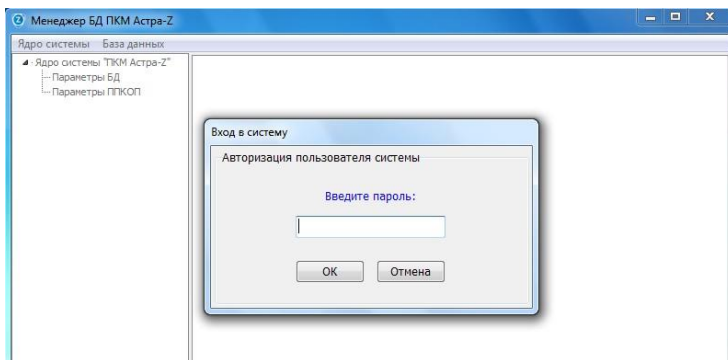 Менеджер БД ПКМ Астра-Z
Ядро системы База данных
Ядро системы "ПКМ Астра-Z"
Параметры БД
Параметры ППКОП
Вход в систему
Авторизация пользователя системы
Введите пароль:
OK Отмена